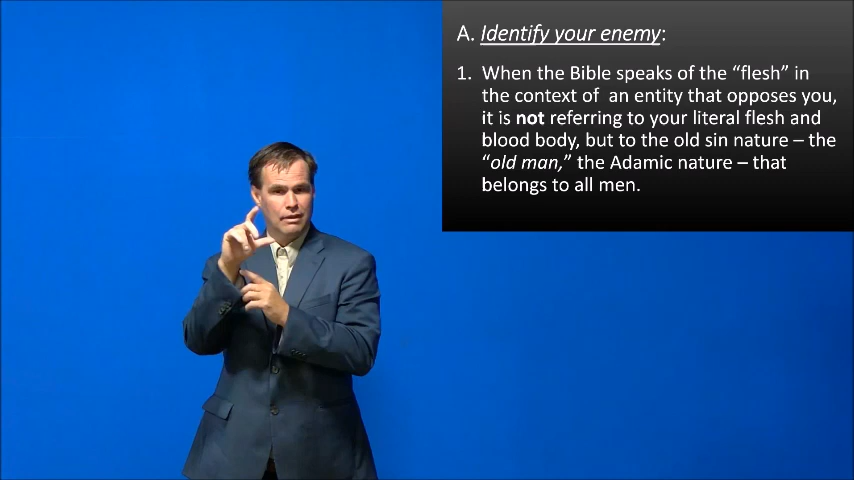 A. Identify your enemy:
1. When the Bible speaks of the “flesh” in
the context of an entity that opposes you,
it is not referring to your literal flesh and
blood body, but to the old sin nature – the
“old man,” the Adamic nature – that
belongs to all men.